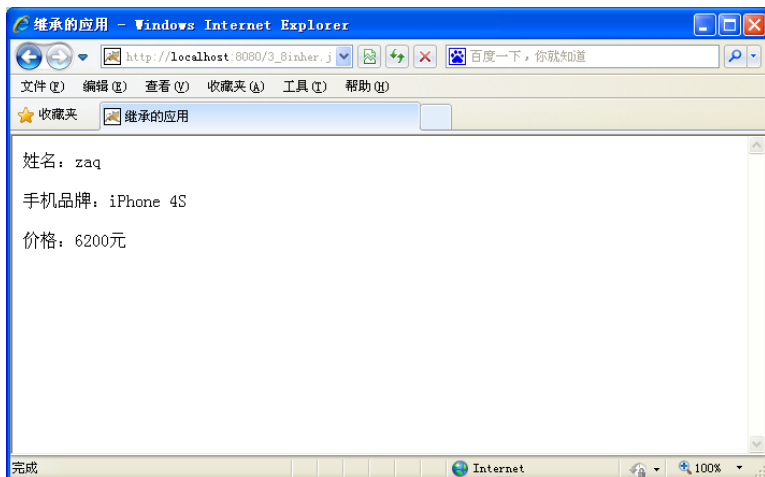 继承的应用 - Windows Internet Explorer
http://localhost:8080/3_8inher.j
百度一下，你就知道
文件(F) 编辑(E) 查看(V) 收藏夹(A) 工具(T) 帮助(H)
收藏夹 继承的应用
姓名：zaq
手机品牌：iPhone 4S
价格：6200元
完成 Internet 100%